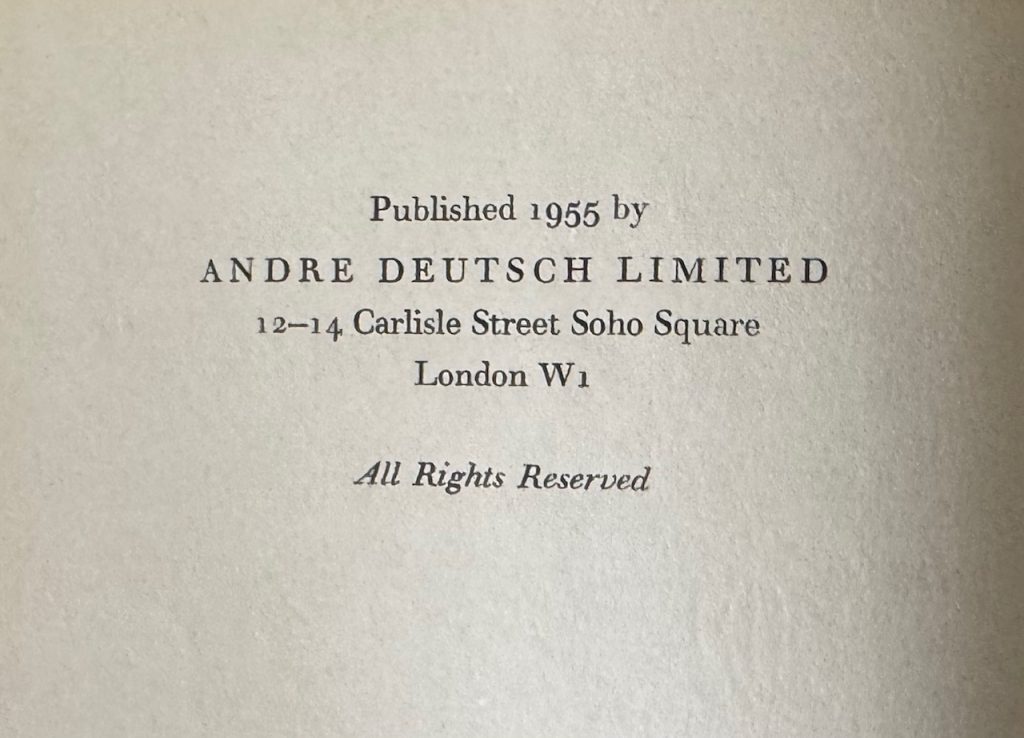 Published 1955 by
ANDRE DEUTSCH LIMITED
12–14 Carlisle Street Soho Square
London W1
All Rights Reserved